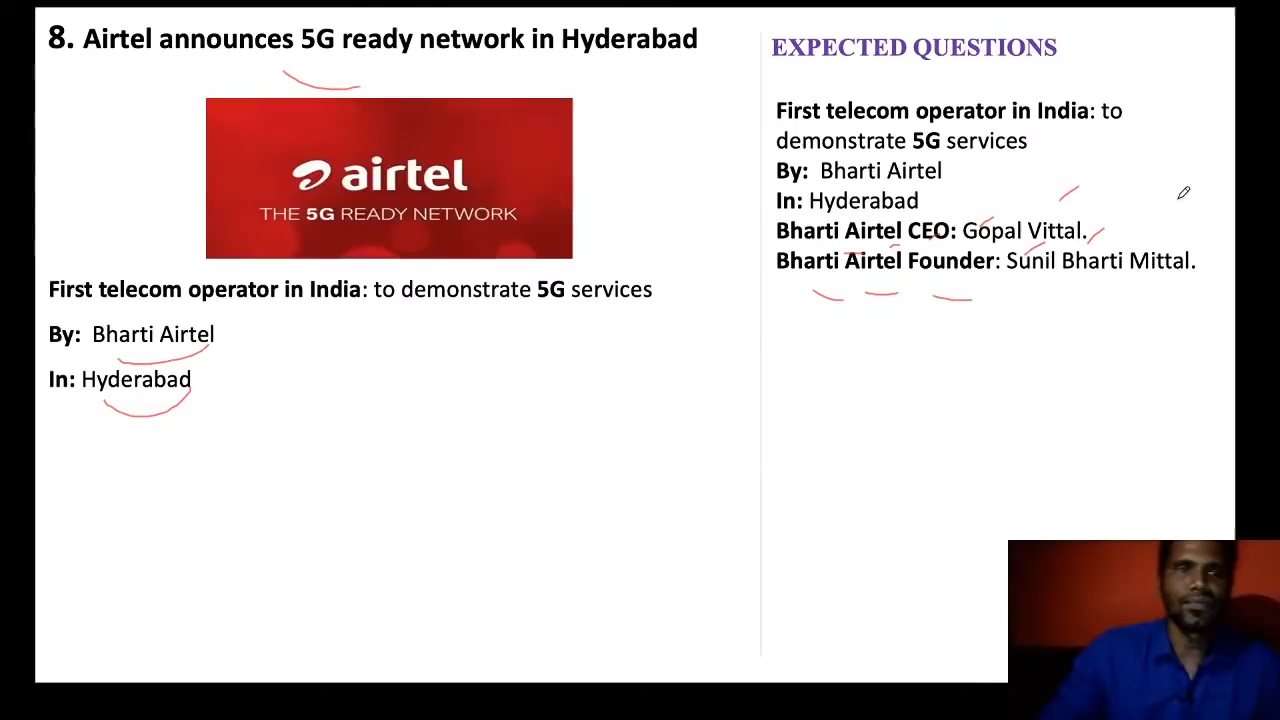 8. Airtel announces 5G ready network in Hyderabad
airtel
THE 5G READY NETWORK
First telecom operator in India: to demonstrate 5G services
By: Bharti Airtel
In: Hyderabad
EXPECTED QUESTIONS
First telecom operator in India: to
demonstrate 5G services
By: Bharti Airtel
In: Hyderabad
Bharti Airtel CEO: Gopal Vittal.
Bharti Airtel Founder: Sunil Bharti Mittal.